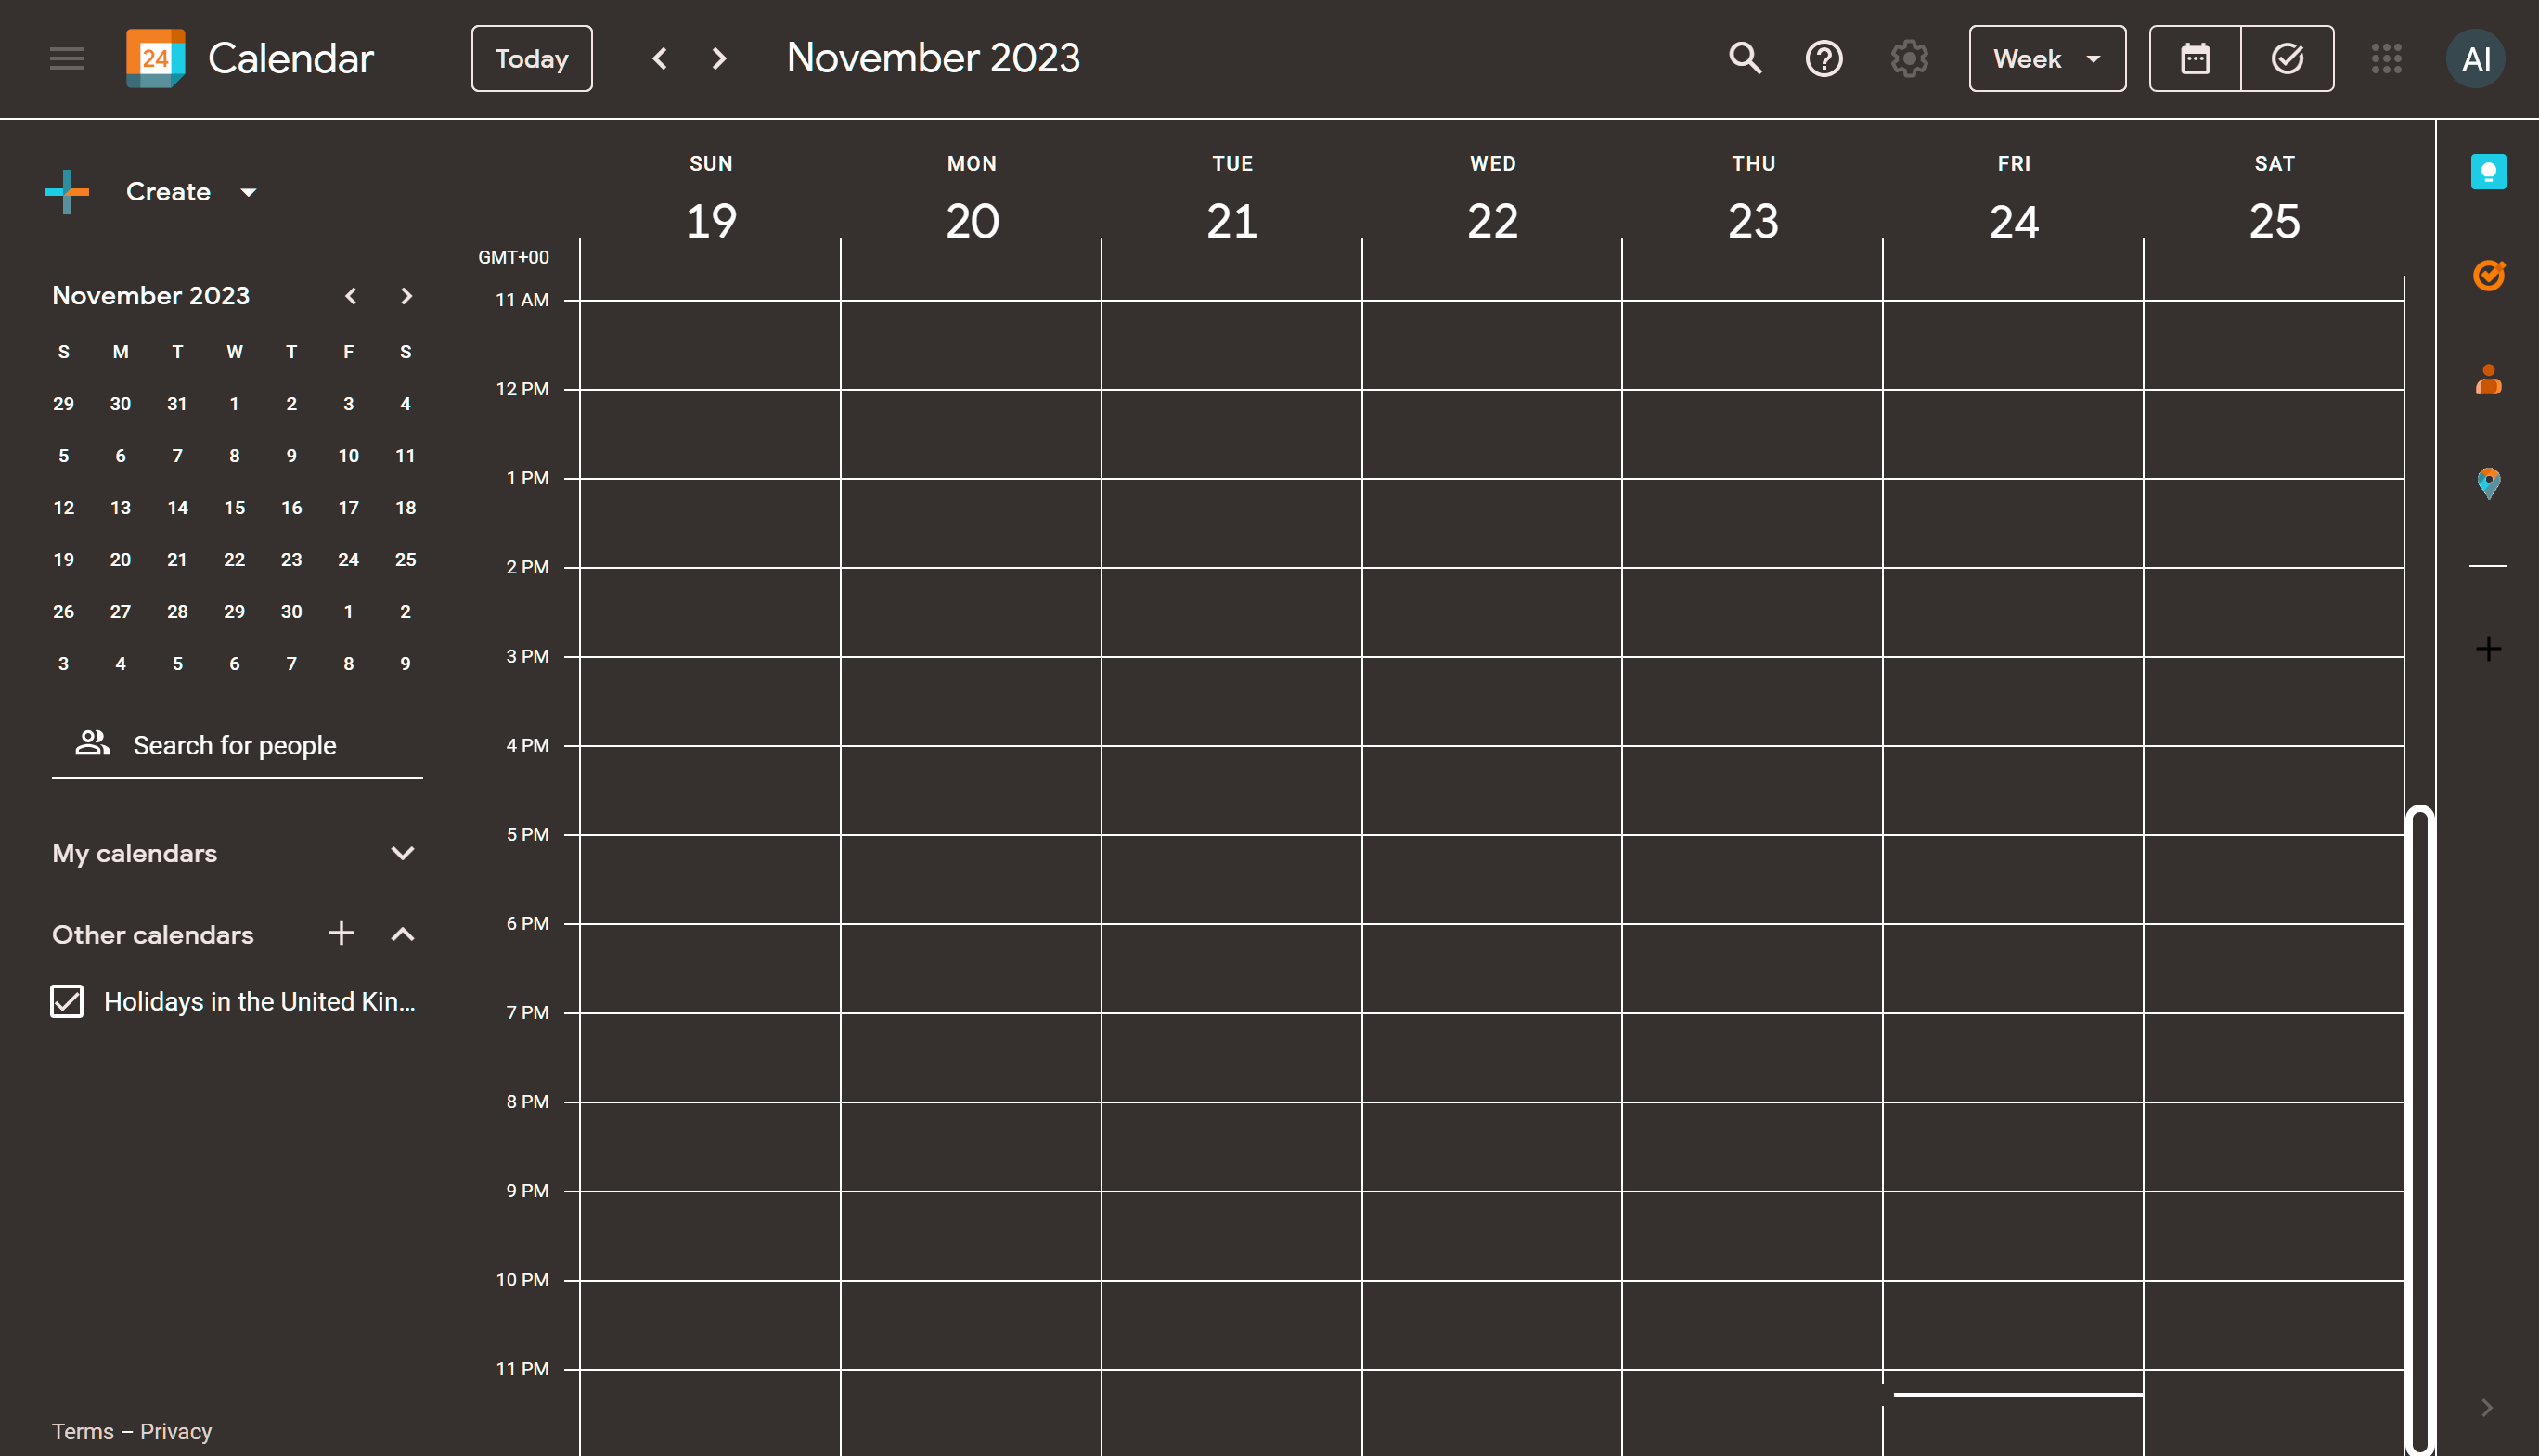 24 Calendar Today November 2023 Week AI
Create
November 2023
S M T W T F S
29 30 31 1 2 3 4
5 6 7 8 9 10 11
12 13 14 15 16 17 18
19 20 21 22 23 24 25
26 27 28 29 30 1 2
3 4 5 6 7 8 9
Search for people
My calendars
Other calendars
Holidays in the United Kin...
Terms – Privacy
SUN MON TUE WED THU FRI SAT
19 20 21 22 23 24 25
GMT+00
11 AM
12 PM
1 PM
2 PM
3 PM
4 PM
5 PM
6 PM
7 PM
8 PM
9 PM
10 PM
11 PM